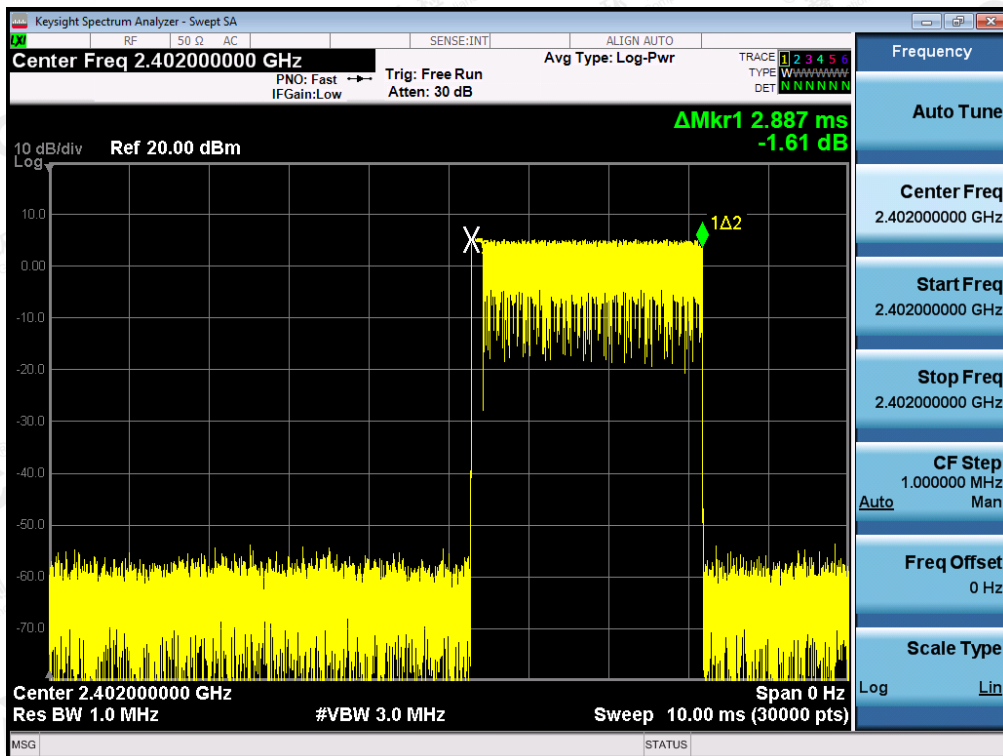 Keysight Spectrum Analyzer - Swept SA
LXI RF 50 Ω AC SENSE:INT ALIGN AUTO
Center Freq 2.402000000 GHz
PNO: Fast
IFGain:Low
Trig: Free Run
Atten: 30 dB
Avg Type: Log-Pwr
TRACE 1 2 3 4 5 6
TYPE WWWWWW
DET N N N N N N
ΔMkr1 2.887 ms
-1.61 dB
10 dB/div Ref 20.00 dBm
Log
10.0
0.00
-10.0
-20.0
-30.0
-40.0
-50.0
-60.0
-70.0
X
1Δ2
Center 2.402000000 GHz Span 0 Hz
Res BW 1.0 MHz #VBW 3.0 MHz Sweep 10.00 ms (30000 pts)
MSG STATUS
Frequency
Auto Tune
Center Freq
2.402000000 GHz
Start Freq
2.402000000 GHz
Stop Freq
2.402000000 GHz
CF Step
1.000000 MHz
Auto Man
Freq Offset
0 Hz
Scale Type
Log Lin